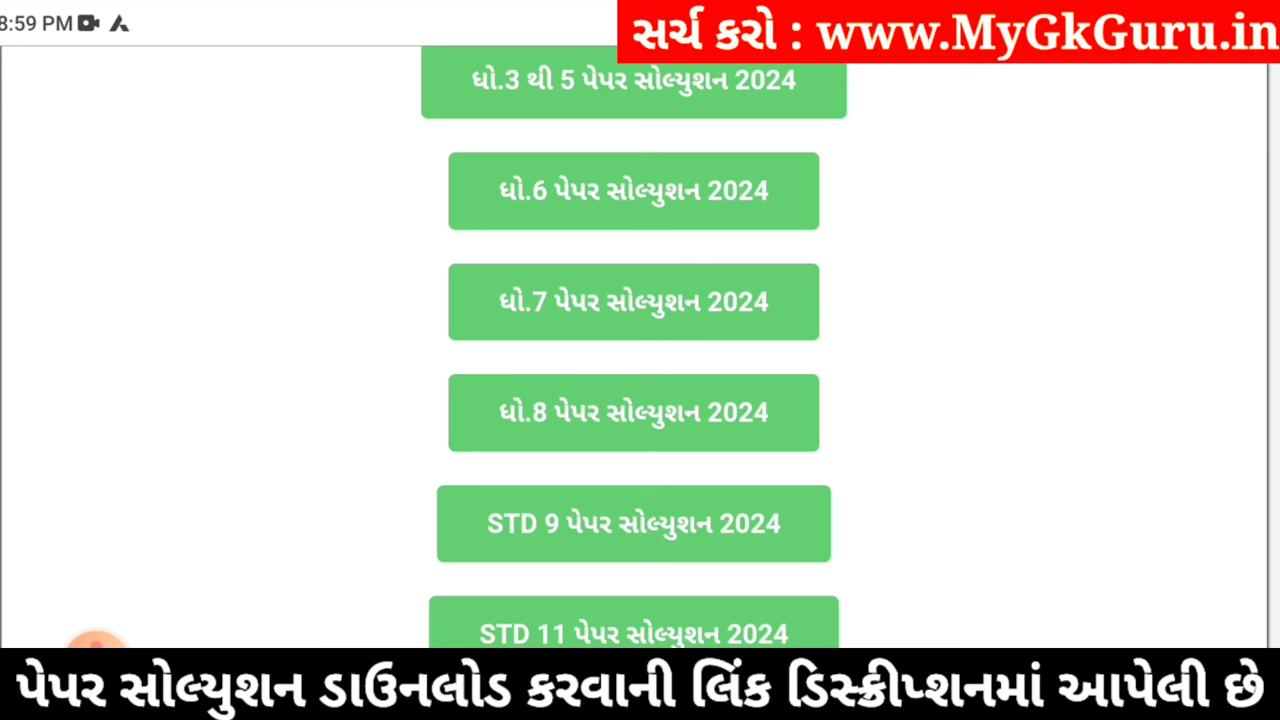 8:59 PM
સર્ચ કરો : www.MyGkGuru.in
ધો.3 થી 5 પેપર સોલ્યુશન 2024
ધો.6 પેપર સોલ્યુશન 2024
ધો.7 પેપર સોલ્યુશન 2024
ધો.8 પેપર સોલ્યુશન 2024
STD 9 પેપર સોલ્યુશન 2024
STD 11 પેપર સોલ્યુશન 2024
પેપર સોલ્યુશન ડાઉનલોડ કરવાની લિંક ડિસ્ક્રીપ્શનમાં આપેલી છે